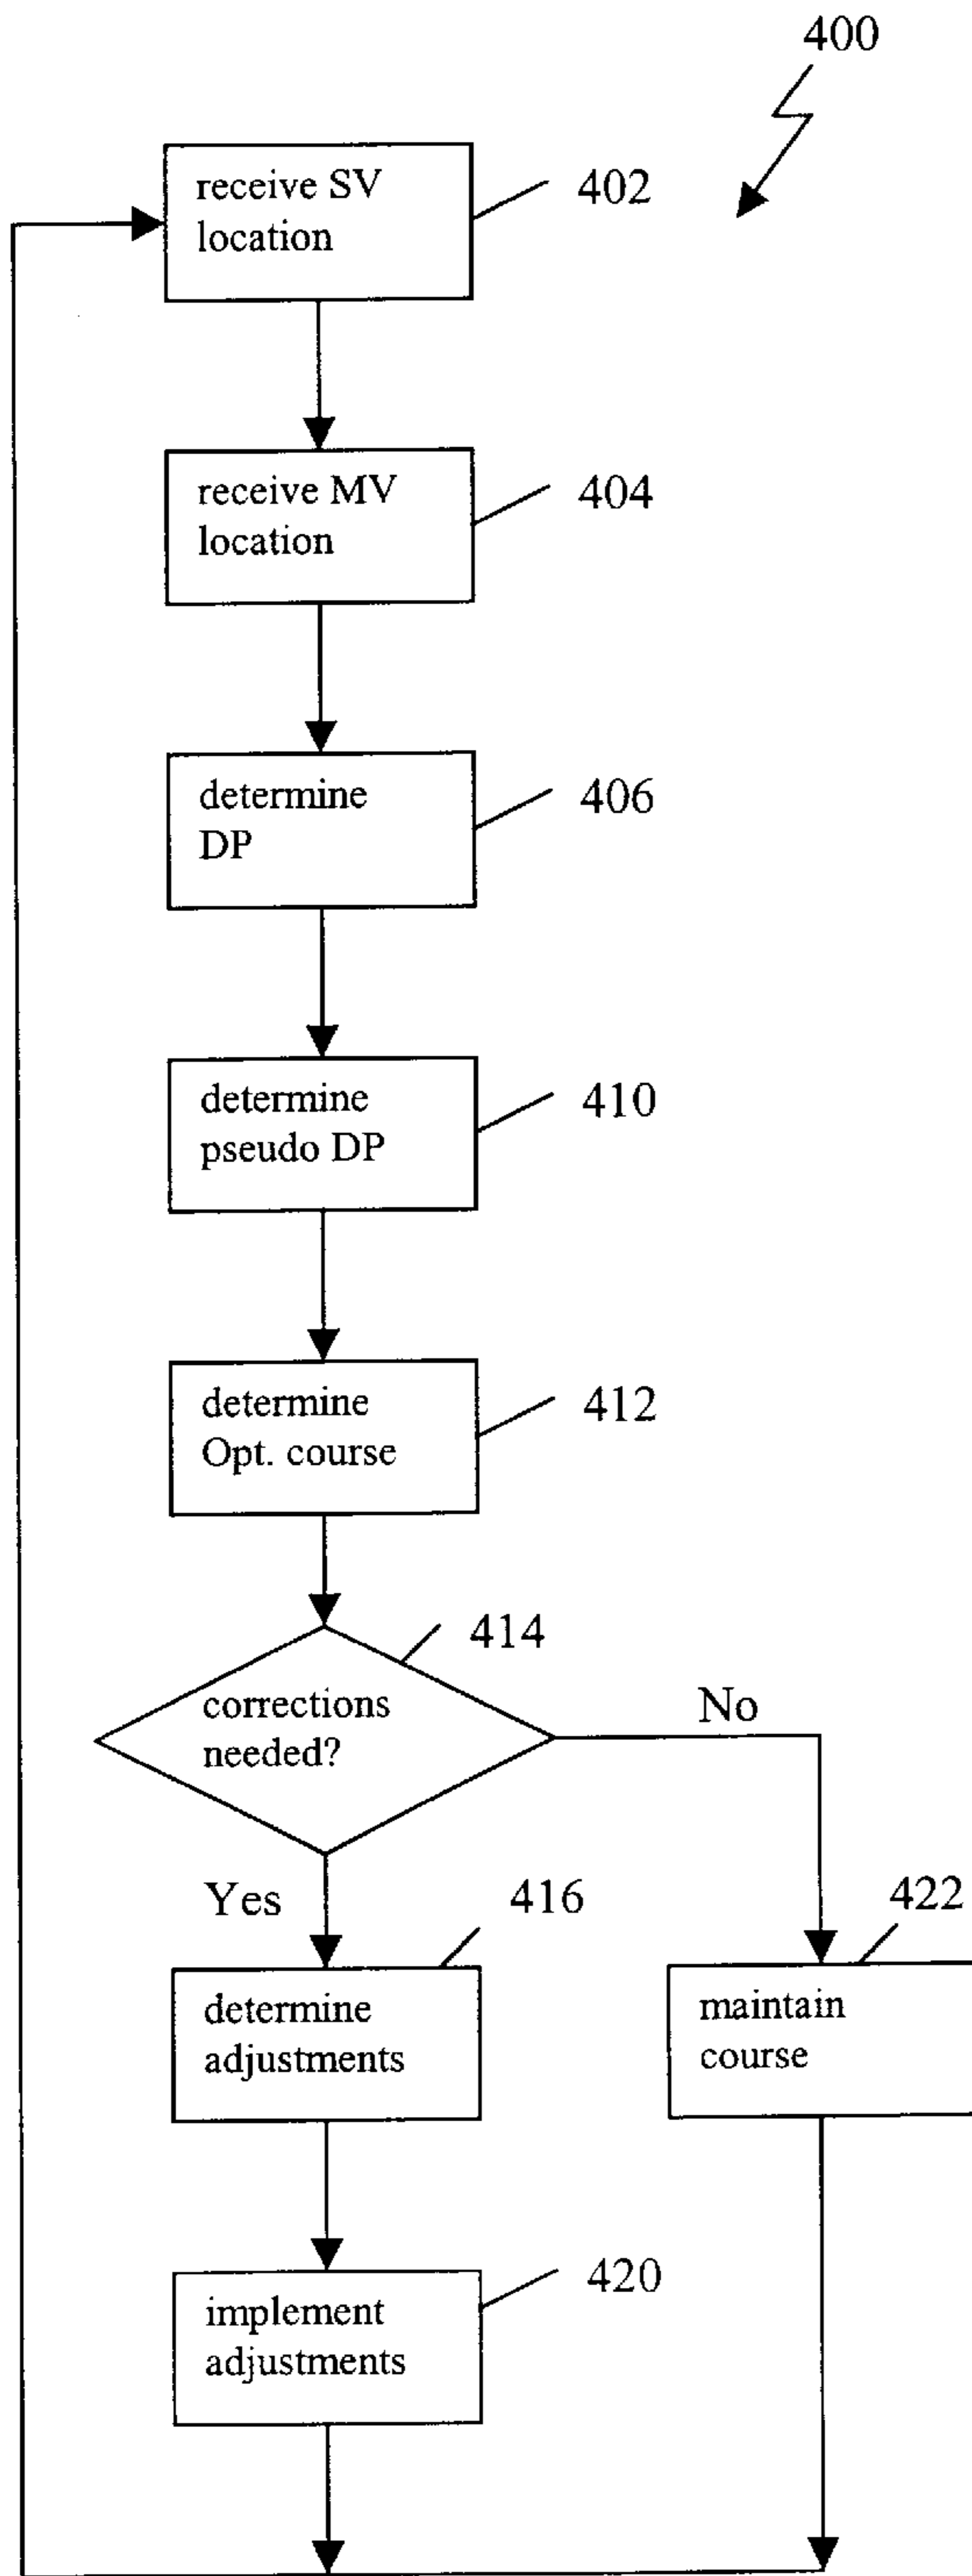 400
receive SV
location
402
receive MV
location
404
determine
DP
406
determine
pseudo DP
410
determine
Opt. course
412
corrections
needed?
414
No
Yes
416
determine
adjustments
422
maintain
course
implement
adjustments
420